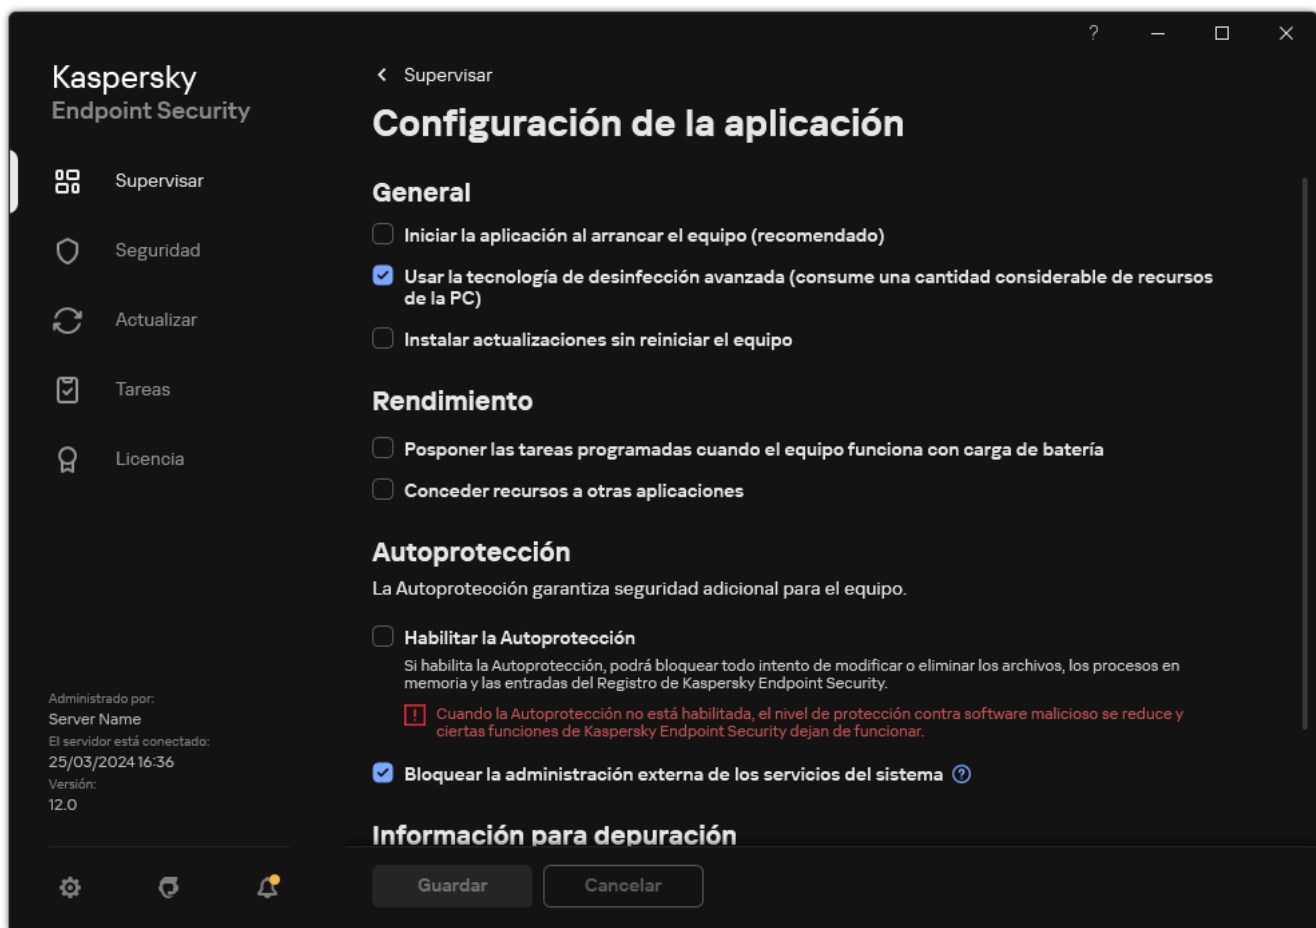 ?
Kaspersky
Endpoint Security
Supervisar
Seguridad
Actualizar
Tareas
Licencia
Administrado por:
Server Name
El servidor está conectado:
25/03/2024 16:36
Versión:
12.0
Supervisar
Configuración de la aplicación
General
Iniciar la aplicación al arrancar el equipo (recomendado)
Usar la tecnología de desinfección avanzada (consume una cantidad considerable de recursos
de la PC)
Instalar actualizaciones sin reiniciar el equipo
Rendimiento
Posponer las tareas programadas cuando el equipo funciona con carga de batería
Conceder recursos a otras aplicaciones
Autoprotección
La Autoprotección garantiza seguridad adicional para el equipo.
Habilitar la Autoprotección
Si habilita la Autoprotección, podrá bloquear todo intento de modificar o eliminar los archivos, los procesos en
memoria y las entradas del Registro de Kaspersky Endpoint Security.
! Cuando la Autoprotección no está habilitada, el nivel de protección contra software malicioso se reduce y
ciertas funciones de Kaspersky Endpoint Security dejan de funcionar.
Bloquear la administración externa de los servicios del sistema ?
Información para depuración
Guardar
Cancelar